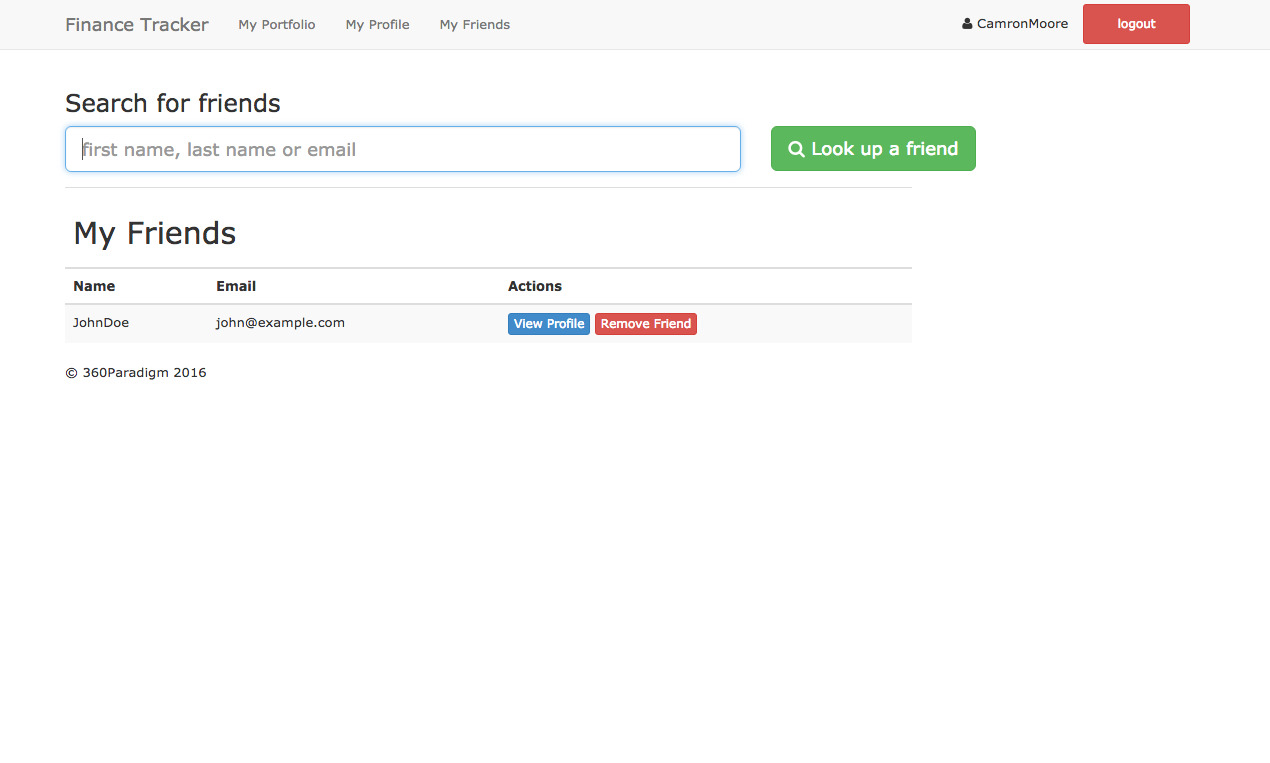 Finance Tracker My Portfolio My Profile My Friends CamronMoore logout
Search for friends
first name, last name or email Look up a friend
My Friends
Name Email Actions
JohnDoe john@example.com View Profile Remove Friend
© 360Paradigm 2016